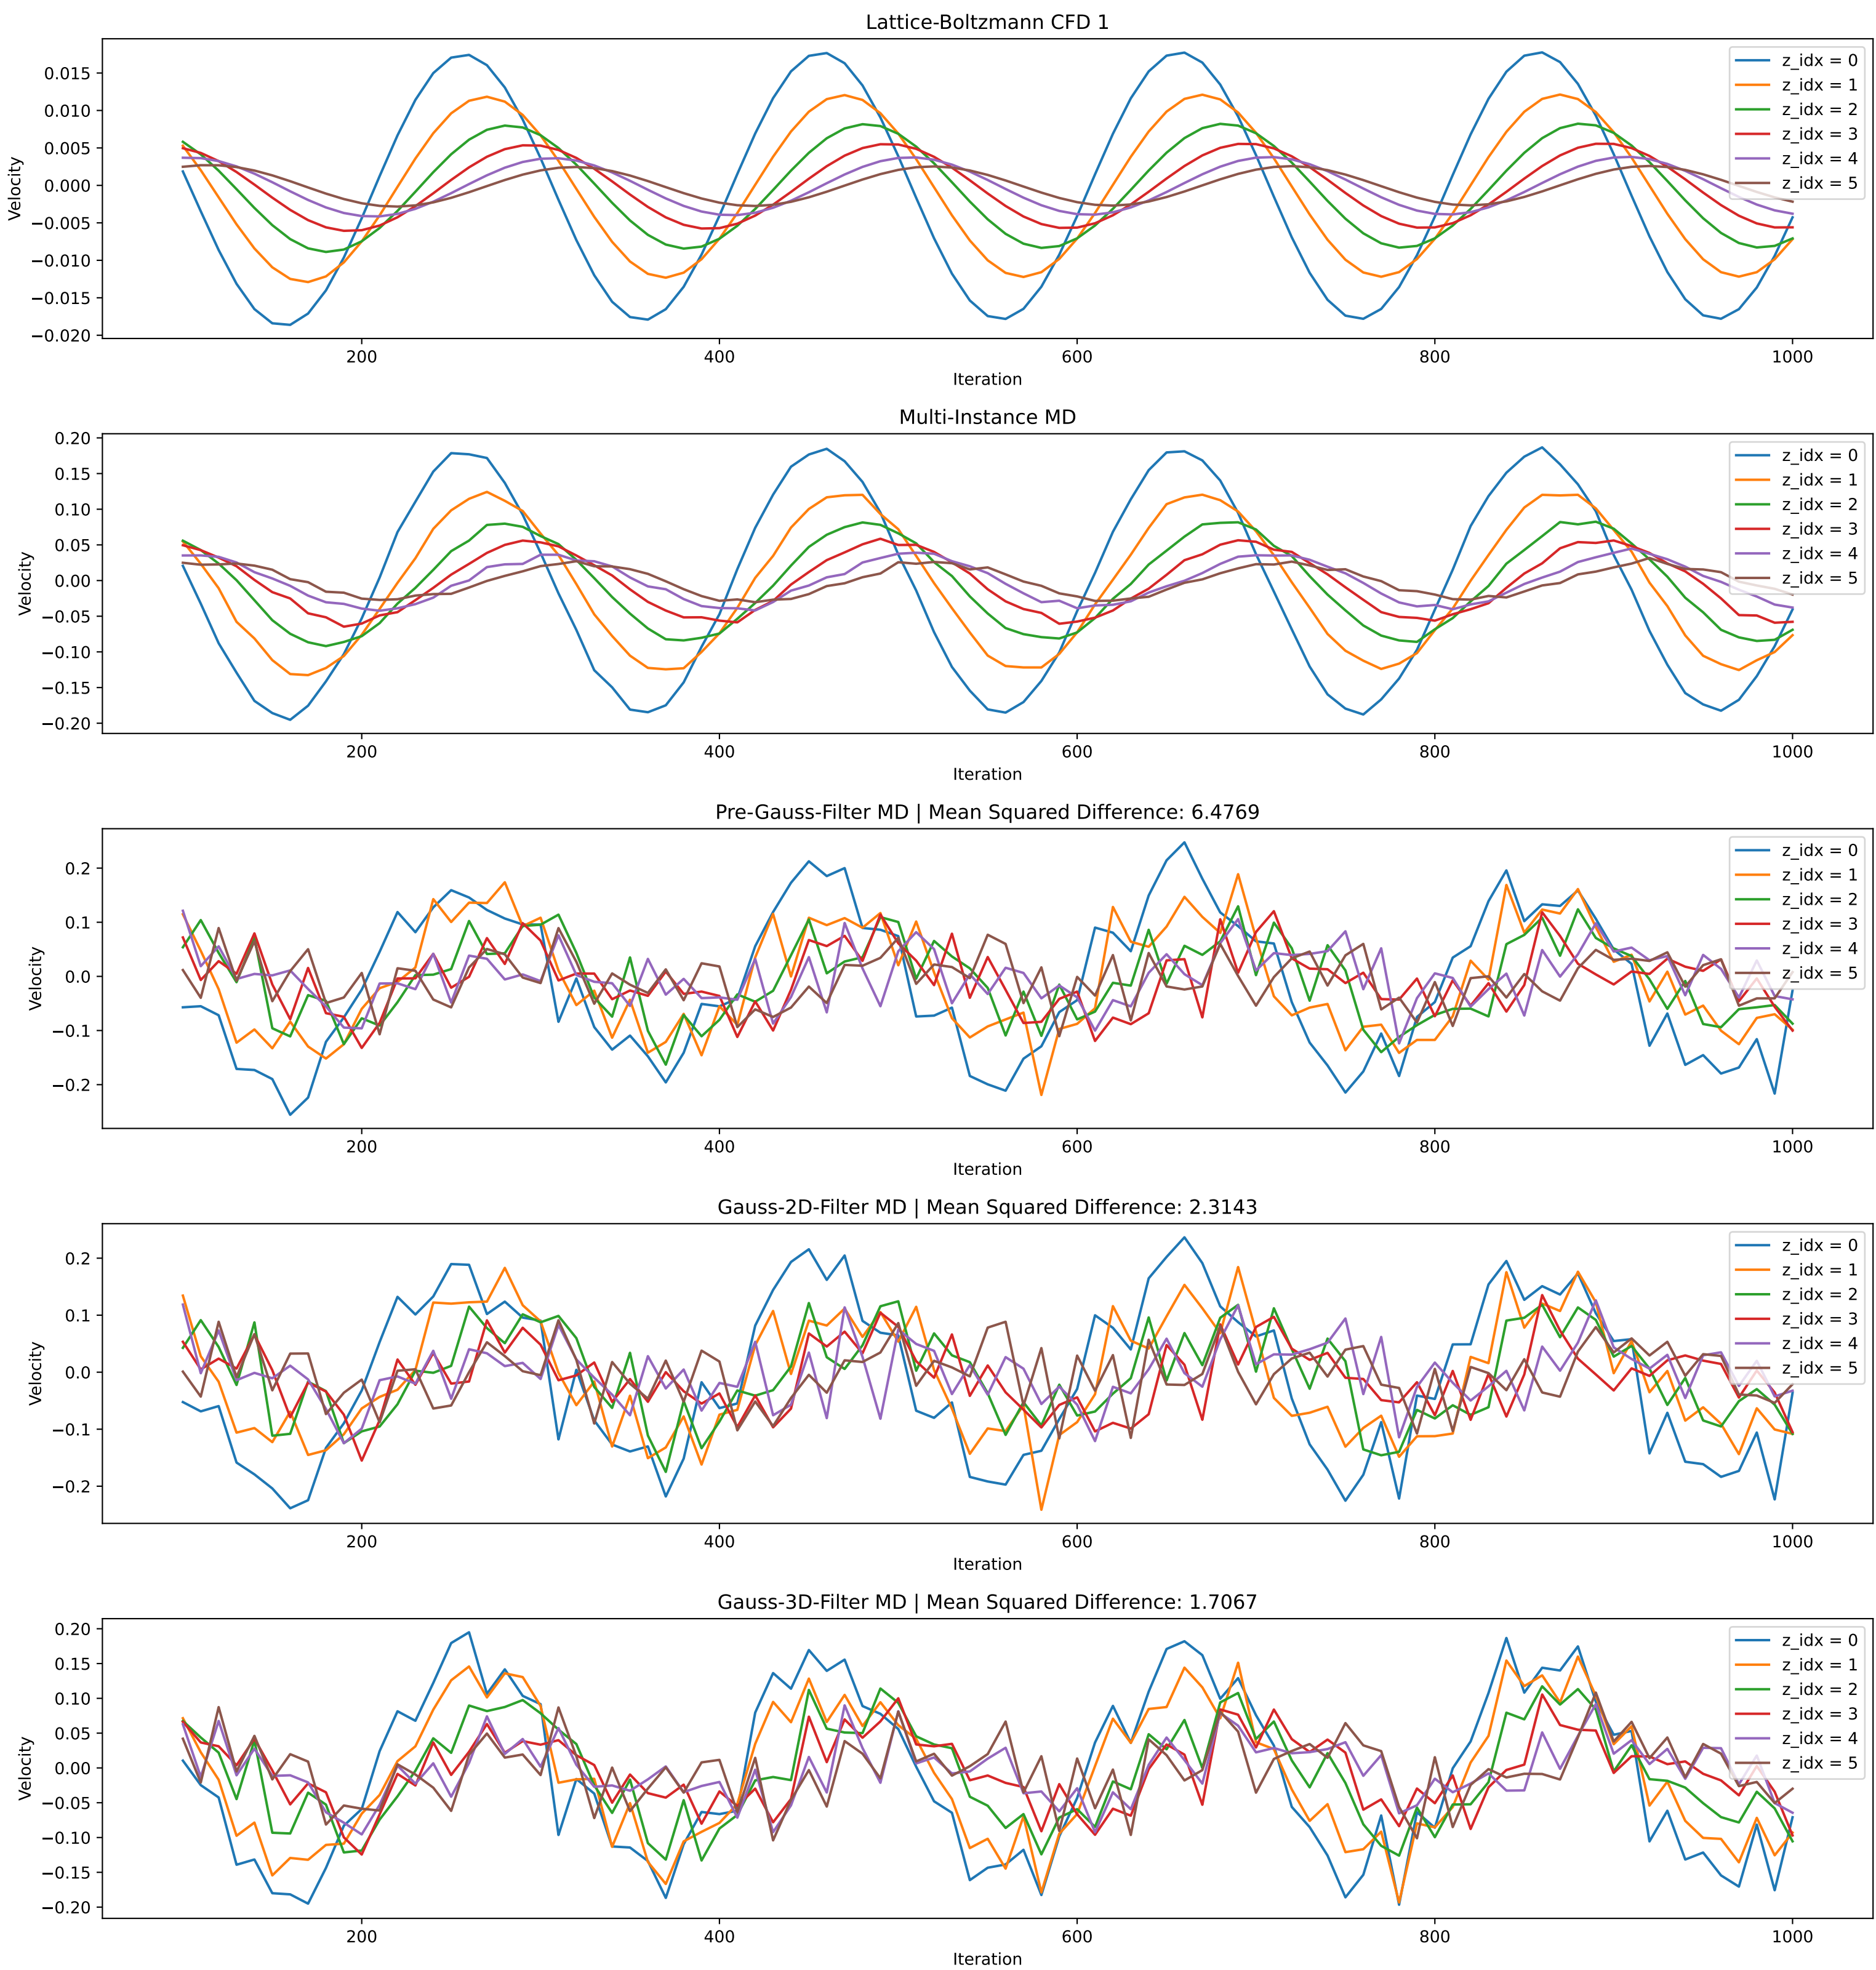 Lattice-Boltzmann CFD 1
0.015
0.010
0.005
0.000
−0.005
−0.010
−0.015
−0.020
Velocity
200
400
600
800
1000
Iteration
z_idx = 0
z_idx = 1
z_idx = 2
z_idx = 3
z_idx = 4
z_idx = 5
Multi-Instance MD
0.20
0.15
0.10
0.05
0.00
−0.05
−0.10
−0.15
−0.20
Velocity
200
400
600
800
1000
Iteration
z_idx = 0
z_idx = 1
z_idx = 2
z_idx = 3
z_idx = 4
z_idx = 5
Pre-Gauss-Filter MD | Mean Squared Difference: 6.4769
0.2
0.1
0.0
−0.1
−0.2
Velocity
200
400
600
800
1000
Iteration
z_idx = 0
z_idx = 1
z_idx = 2
z_idx = 3
z_idx = 4
z_idx = 5
Gauss-2D-Filter MD | Mean Squared Difference: 2.3143
0.2
0.1
0.0
−0.1
−0.2
Velocity
200
400
600
800
1000
Iteration
z_idx = 0
z_idx = 1
z_idx = 2
z_idx = 3
z_idx = 4
z_idx = 5
Gauss-3D-Filter MD | Mean Squared Difference: 1.7067
0.20
0.15
0.10
0.05
0.00
−0.05
−0.10
−0.15
−0.20
Velocity
200
400
600
800
1000
Iteration
z_idx = 0
z_idx = 1
z_idx = 2
z_idx = 3
z_idx = 4
z_idx = 5